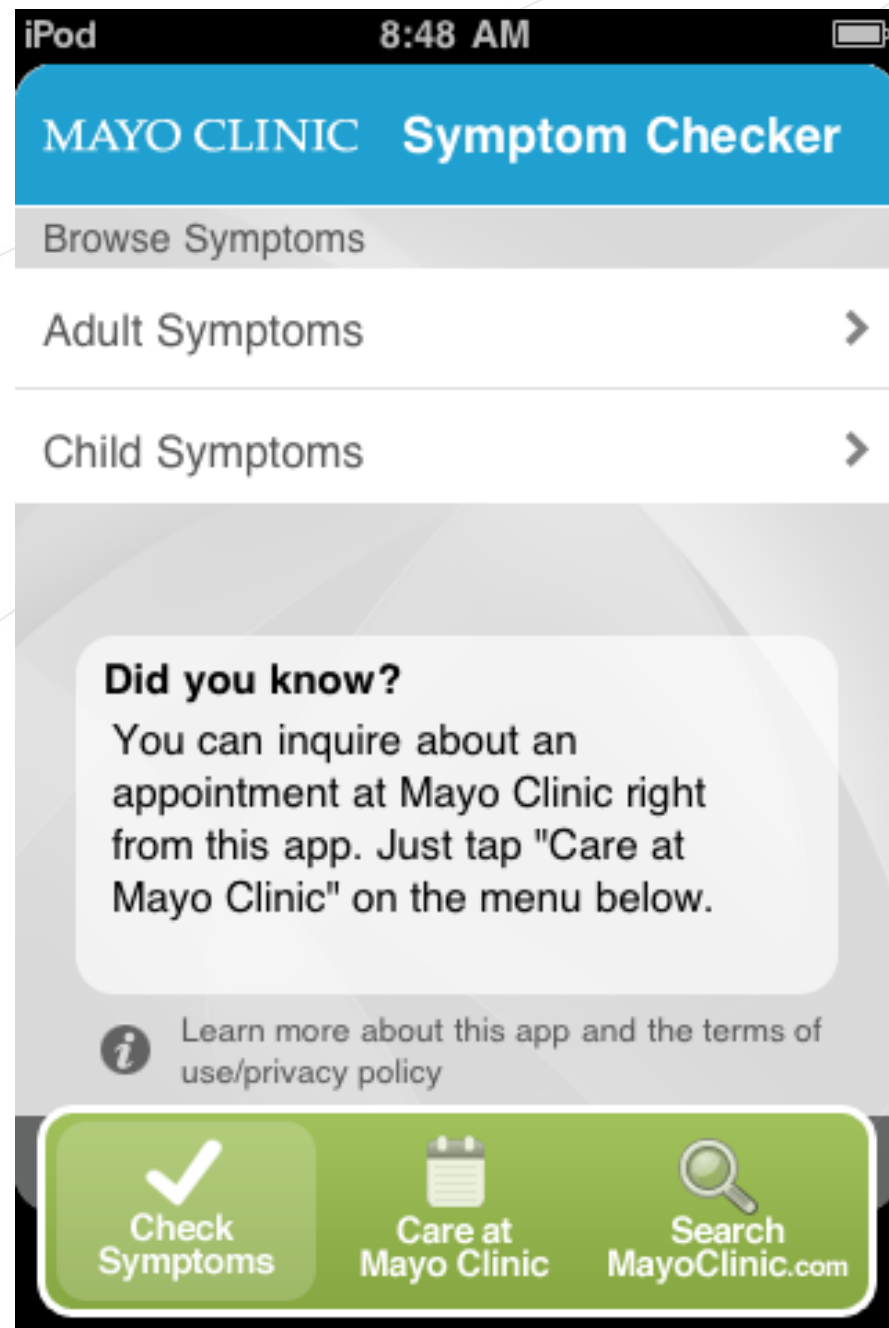 iPod 8:48 AM
MAYO CLINIC Symptom Checker
Browse Symptoms
Adult Symptoms
Child Symptoms
Did you know?
You can inquire about an
appointment at Mayo Clinic right
from this app. Just tap "Care at
Mayo Clinic" on the menu below.
Learn more about this app and the terms of
use/privacy policy
Check
Symptoms
Care at
Mayo Clinic
Search
MayoClinic.com